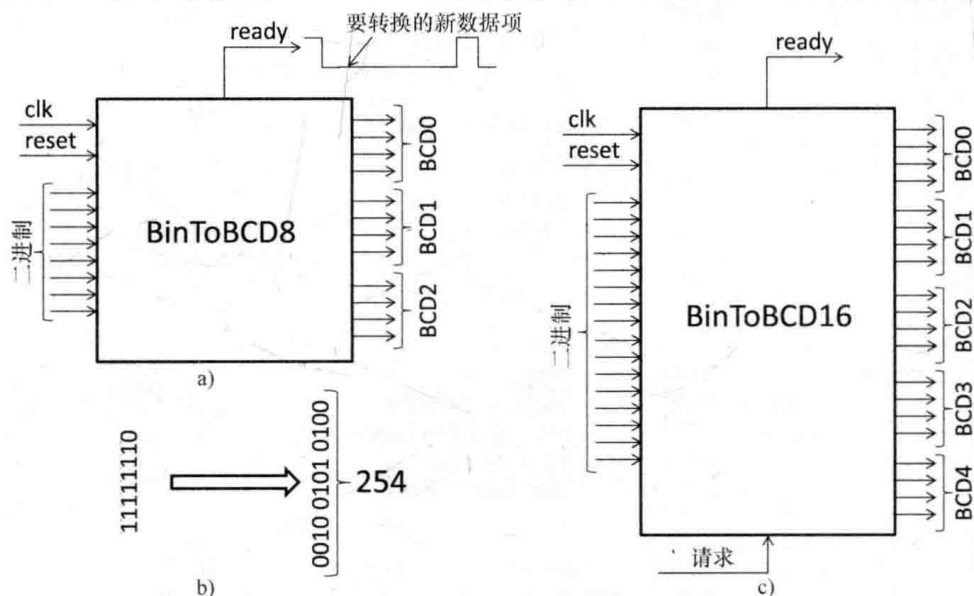 ready
要转换的新数据项
clk
reset
二进制
BinToBCD8
BCD0
BCD1
BCD2
a)
11111110
0010 0101 0100
254
b)
ready
clk
reset
二进制
BinToBCD16
BCD0
BCD1
BCD2
BCD3
BCD4
请求
c)